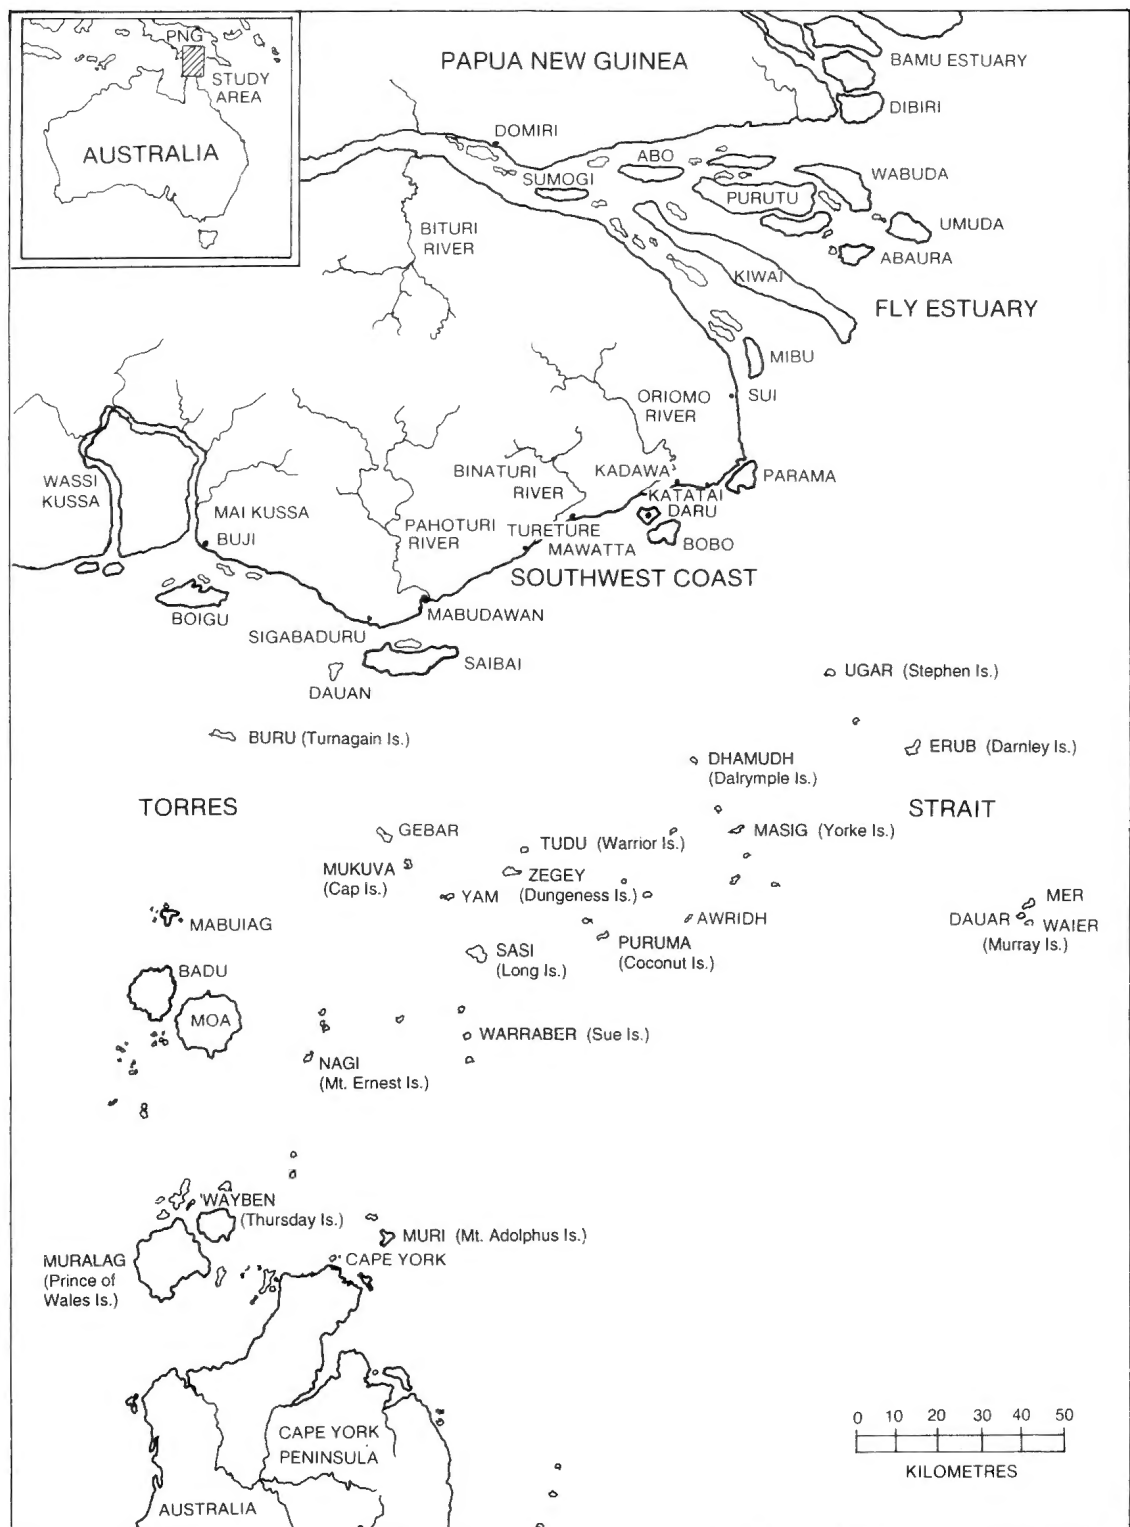 PNG
STUDY
AREA
AUSTRALIA
PAPUA NEW GUINEA
BAMU ESTUARY
DIBIRI
DOMIRI
ABO
SUMOGI
WABUDA
PURUTU
UMUDA
ABAURA
BITURI
RIVER
KIWAI
FLY ESTUARY
MIBU
ORIOMO
RIVER
SUI
WASSI
KUSSA
BINATURI
RIVER
KADAWA
PARAMA
KATATAI
DARU
MAI KUSSA
BUJI
PAHOTURI
RIVER
TURETURE
MAWATTA
BOBO
SOUTHWEST COAST
BOIGU
MABUDAWAN
SIGABADURU
SAIBAI
DAUAN
UGAR (Stephen Is.)
BURU (Turnagain Is.)
ERUB (Darnley Is.)
DHAMUDH
(Dalrymple Is.)
TORRES
STRAIT
GEBAR
MASIG (Yorke Is.)
TUDU (Warrior Is.)
MUKUVA
(Cap Is.)
ZEGEY
(Dungeness Is.)
YAM
MER
MABUIAG
AWRIDH
DAUAR
WAIER
(Murray Is.)
PURUMA
(Coconut Is.)
SASI
(Long Is.)
BADU
MOA
WARRABER (Sue Is.)
NAGI
(Mt. Ernest Is.)
WAYBEN
(Thursday Is.)
MURI (Mt. Adolphus Is.)
CAPE YORK
MURALAG
(Prince of
Wales Is.)
CAPE YORK
PENINSULA
AUSTRALIA
0 10 20 30 40 50
KILOMETRES